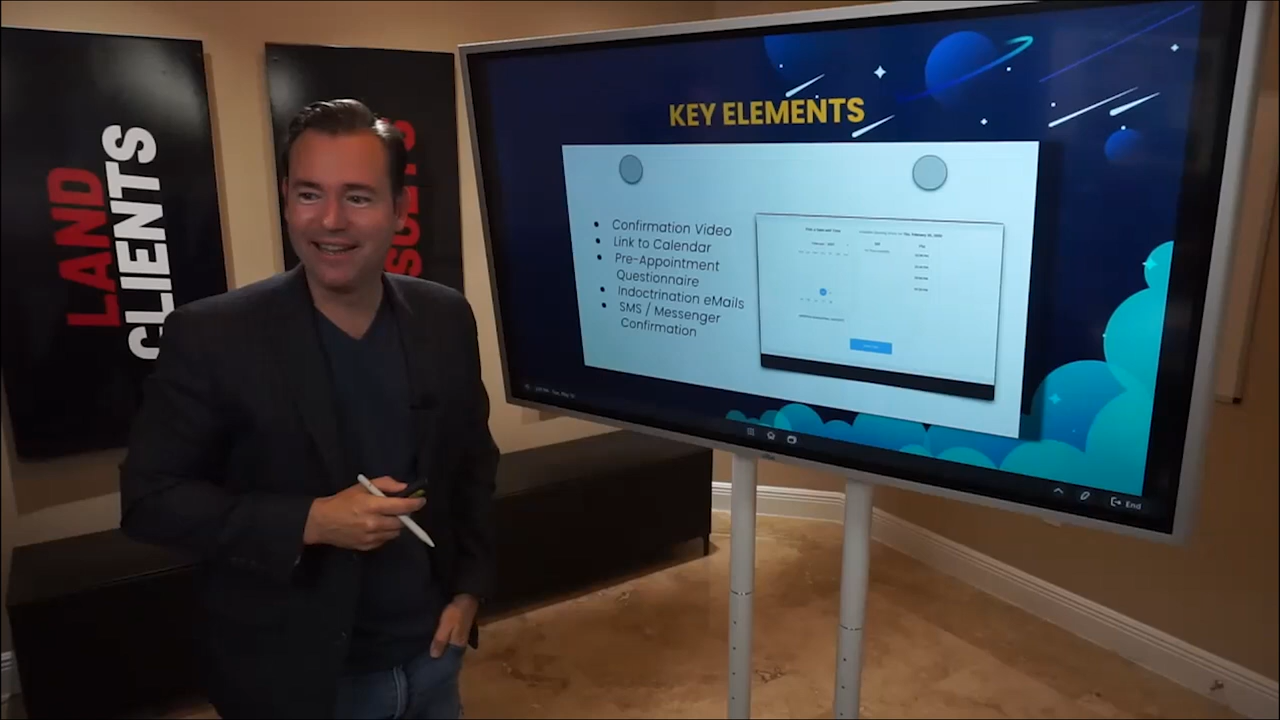 LAND
CLIENTS
KEY ELEMENTS
• Confirmation Video
• Link to Calendar
• Pre-Appointment
Questionnaire
• Indoctrination eMails
• SMS / Messenger
Confirmation
End